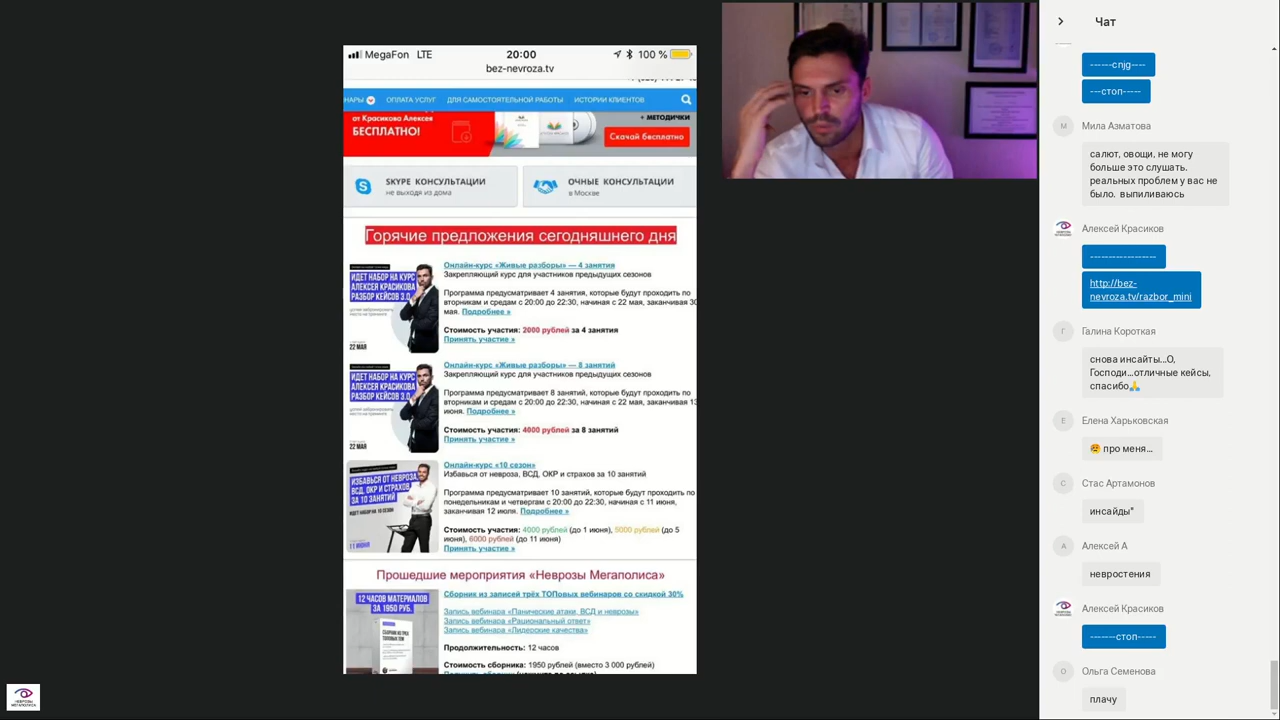 MegaFon LTE
20:00
100 %
bez-nevroza.tv
НАРЫ
ОПЛАТА УСЛУГ
ДЛЯ САМОСТОЯТЕЛЬНОЙ РАБОТЫ
ИСТОРИИ КЛИЕНТОВ
от Красикова Алексея
БЕСПЛАТНО!
+ МЕТОДИЧКИ
Скачай бесплатно
SKYPE КОНСУЛЬТАЦИИ
не выходя из дома
ОЧНЫЕ КОНСУЛЬТАЦИИ
в Москве
Горячие предложения сегодняшнего дня
ИДЕТ НАБОР НА КУРС
АЛЕКСЕЯ КРАСИКОВА
РАЗБОР КЕЙСОВ 3.0
22 МАЯ
Онлайн-курс «Живые разборы» — 4 занятия
Закрепляющий курс для участников предыдущих сезонов
Программа предусматривает 4 занятия, которые будут проходить по
вторникам и средам с 20:00 до 22:30, начиная с 22 мая, заканчивая 30
мая. Подробнее »
Стоимость участия: 2000 рублей за 4 занятия
Принять участие »
ИДЕТ НАБОР НА КУРС
АЛЕКСЕЯ КРАСИКОВА
РАЗБОР КЕЙСОВ 3.0
22 МАЯ
Онлайн-курс «Живые разборы» — 8 занятий
Закрепляющий курс для участников предыдущих сезонов
Программа предусматривает 8 занятий, которые будут проходить по
вторникам и средам с 20:00 до 22:30, начиная с 22 мая, заканчивая 13
июня. Подробнее »
Стоимость участия: 4000 рублей за 8 занятий
Принять участие »
ИЗБАВЬСЯ ОТ НЕВРОЗА,
ВСД, ОКР И СТРАХОВ
ЗА 10 ЗАНЯТИЙ
ИДЕТ НАБОР НА 10 СЕЗОН
11 ИЮНЯ
Онлайн-курс «10 сезон»
Избавься от невроза, ВСД, ОКР и страхов за 10 занятий
Программа предусматривает 10 занятий, которые будут проходить по
понедельникам и четвергам с 20:00 до 22:30, начиная с 11 июня,
заканчивая 12 июля. Подробнее »
Стоимость участия: 4000 рублей (до 1 июня), 5000 рублей (до 5
июня), 6000 рублей (до 11 июня)
Принять участие »
Прошедшие мероприятия «Неврозы Мегаполиса»
12 ЧАСОВ МАТЕРИАЛОВ
ЗА 1950 РУБ.
Сборник из записей трёх ТОПовых вебинаров со скидкой 30%
Запись вебинара «Панические атаки, ВСД и неврозы»
Запись вебинара «Рациональный ответ»
Запись вебинара «Лидерские качества»
Продолжительность: 12 часов
Стоимость сборника: 1950 рублей (вместо 3 000 рублей)
НЕВРОЗЫ
МЕГАПОЛИСА
Чат
------cnjg----
---стоп-----
М
Мила Азматова
салют, овощи, не могу
больше это слушать.
реальных проблем у вас не
было. выпиливаюсь
Алексей Красиков
-------------------
http://bez-
nevroza.tv/razbor_mini
Г
Галина Короткая
снова инсайты...О,
Господи...отличные кейсы,
спасибо🙏
Е
Елена Харьковская
про меня...
С
Стас Артамонов
инсайды*
А
Алексей А
невростения
Алексей Красиков
-------стоп-----
О
Ольга Семенова
плачу